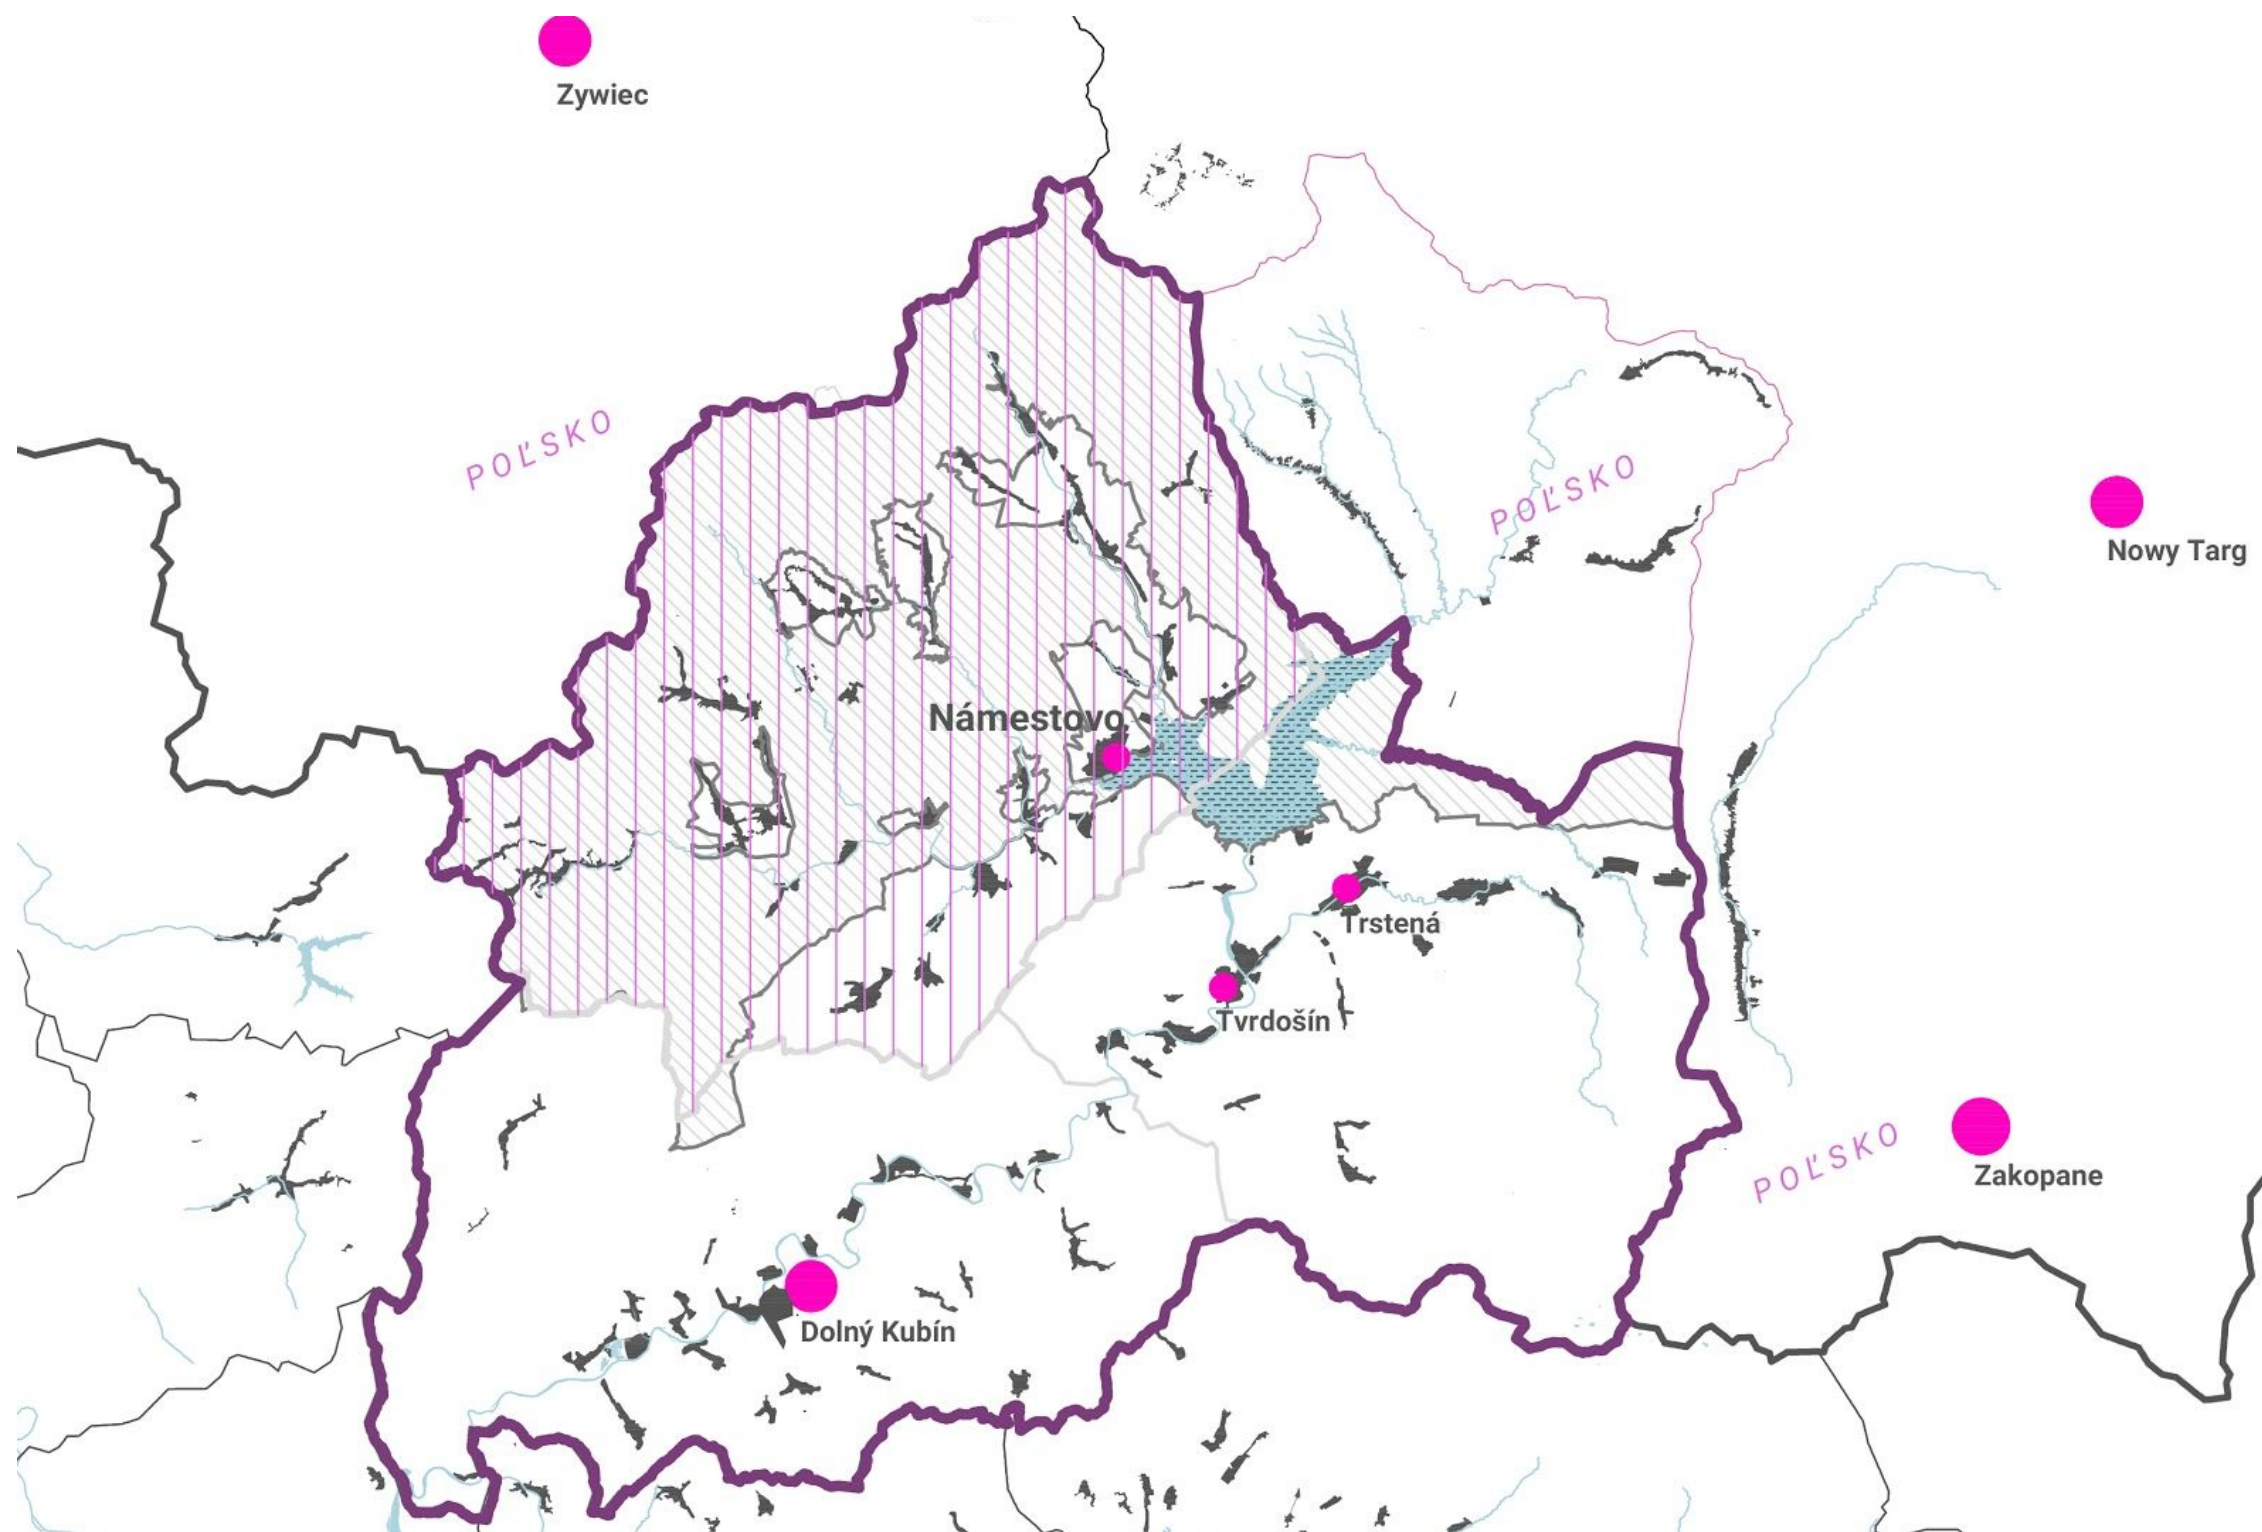 Zywiec
POĽSKO
POĽSKO
Nowy Targ
Námestovo
Trstená
Tvrdošín
POĽSKO
Zakopane
Dolný Kubín